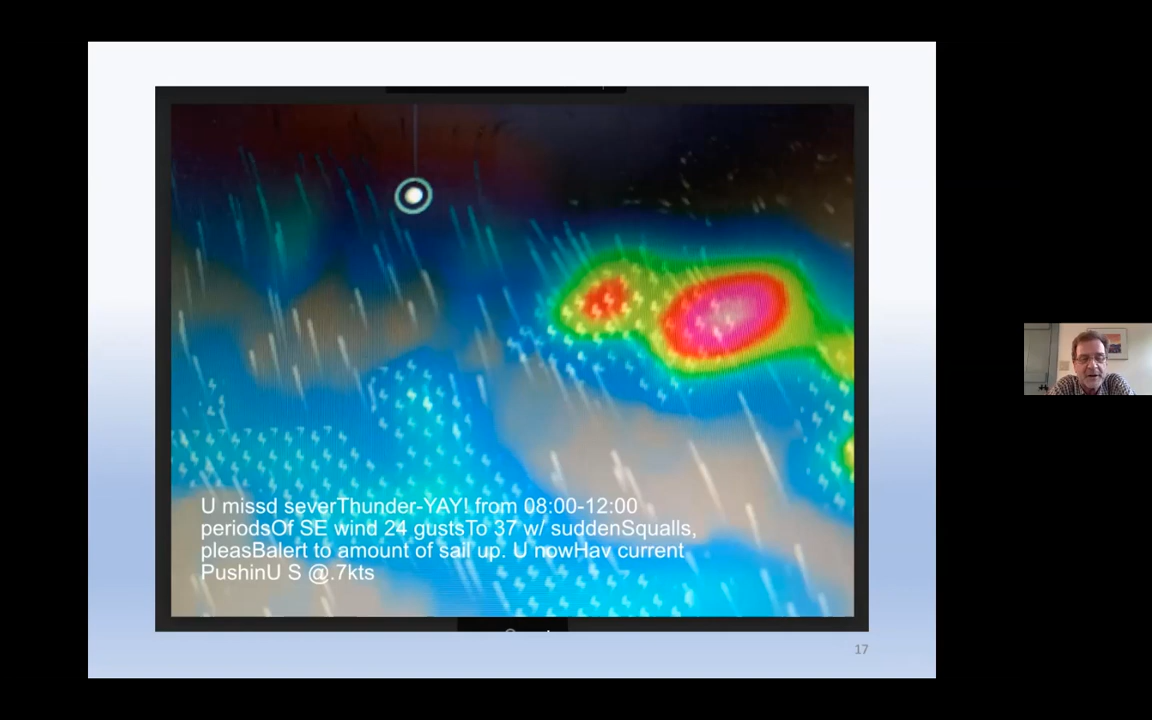 U missd severThunder-YAY! from 08:00-12:00
periodsOf SE wind 24 gustsTo 37 w/ suddenSqualls,
pleasBalert to amount of sail up. U nowHav current
PushinU S @.7kts
17